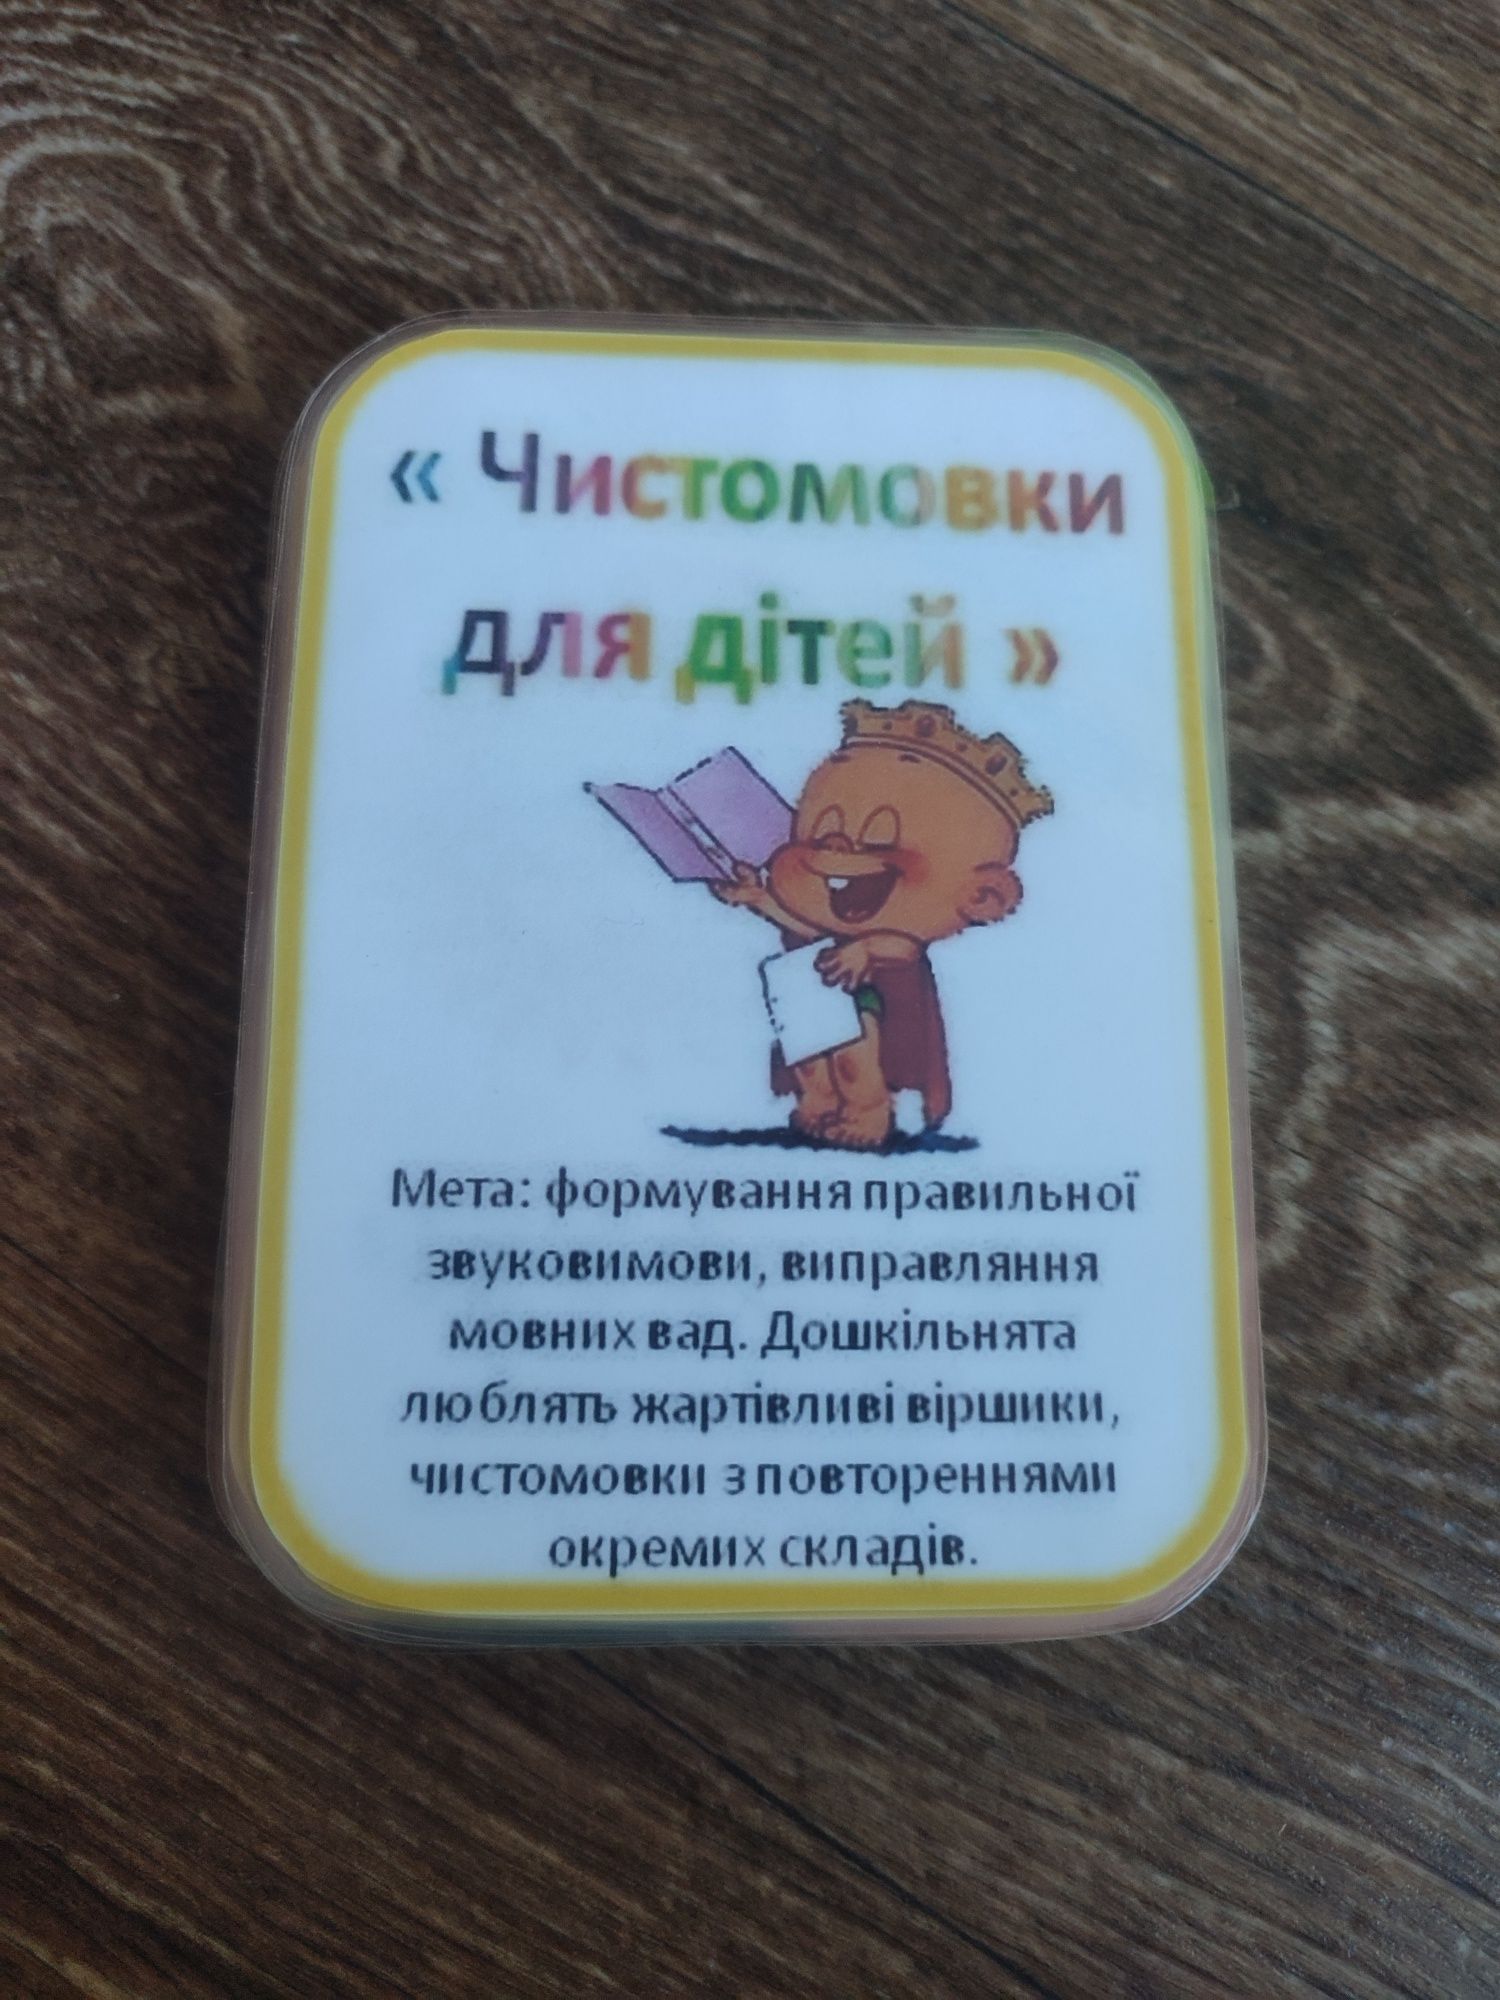 « Чистомовки
для дітей »
Мета: формування правильної
звуковимови, виправляння
мовних вад. Дошкільнята
люблять жартівливі віршики,
чистомовки з повтореннями
окремих складів.